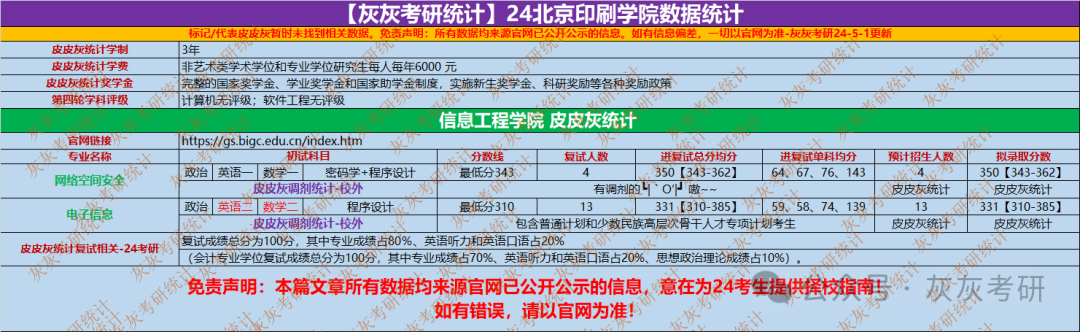 【灰灰考研统计】24北京印刷学院数据统计
标记/代表皮皮灰暂时未找到相关数据。免责声明：所有数据均来源官网已公开公示的信息。如有信息偏差，一切以官网为准-灰灰考研24-5-1更新
皮皮灰统计学制 3年
皮皮灰统计学费 非艺术类学术学位和专业学位研究生每人每年6000 元
皮皮灰统计奖学金 完整的国家奖学金、学业奖学金和国家助学金制度，实施新生奖学金、科研奖励等各种奖励政策
第四轮学科评级 计算机无评级；软件工程无评级
信息工程学院 皮皮灰统计
官网链接 https://gs.bigc.edu.cn/index.htm
专业名称 初试科目 分数线 复试人数 进复试总分均分 进复试单科均分 预计招生人数 拟录取分数
网络空间安全 政治 英语一 数学一 密码学+程序设计 最低分343 4 350【343-362】 64、67、76、143 4 350【343-362】
皮皮灰调剂统计-校外 有调剂的┗|｀O′|┛ 嗷~~ 皮皮灰统计 皮皮灰统计
电子信息 政治 英语二 数学二 程序设计 最低分310 13 331【310-385】 59、58、74、139 13 331【310-385】
皮皮灰调剂统计-校外 包含普通计划和少数民族高层次骨干人才专项计划考生 皮皮灰统计 皮皮灰统计
皮皮灰统计复试相关-24考研 复试成绩总分为100分，其中专业成绩占80%、英语听力和英语口语占20%
（会计专业学位复试成绩总分为100分，其中专业成绩占70%、英语听力和英语口语占20%、思想政治理论成绩占10%）。
免责声明：本篇文章所有数据均来源官网已公开公示的信息，意在为24考生提供择校指南！
如有错误，请以官网为准！
公众号 · 灰灰考研
灰灰考研统计